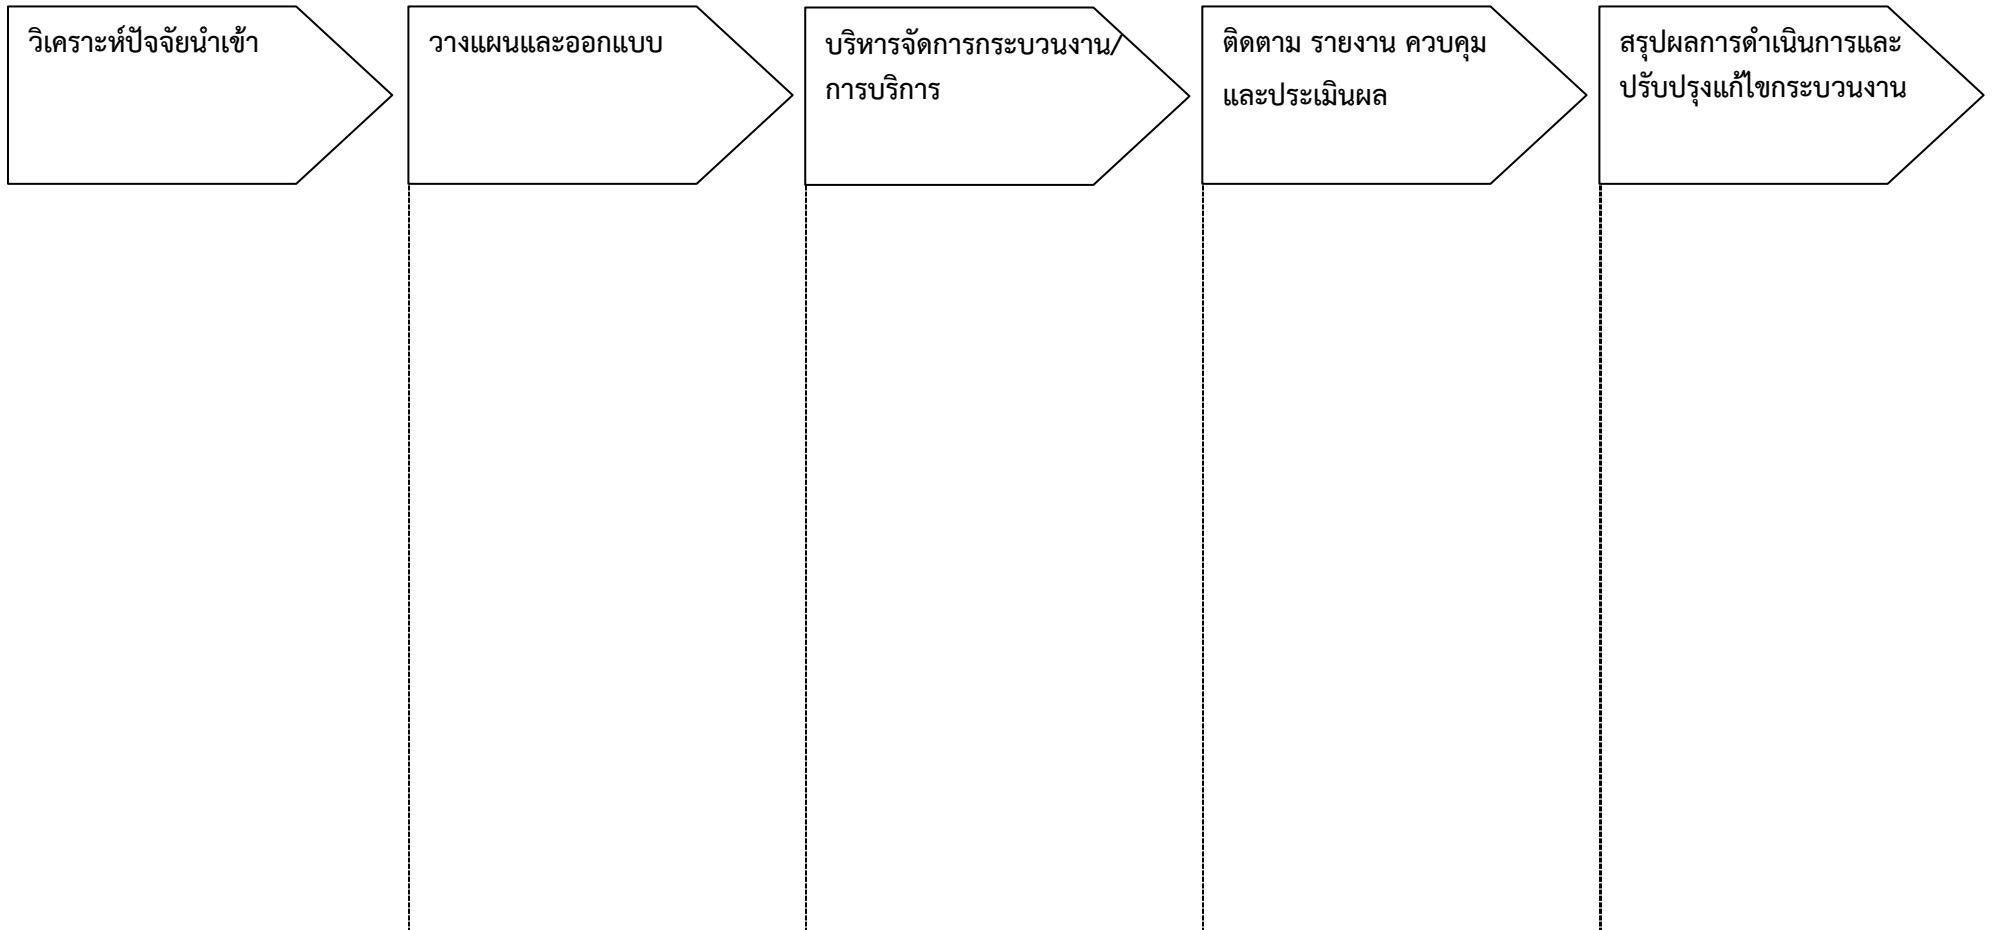 วิเคราะห์ปัจจัยนำเข้า
วางแผนและออกแบบ
บริหารจัดการกระบวนงาน/
การบริการ
ติดตาม รายงาน ควบคุม
และประเมินผล
สรุปผลการดำเนินการและ
ปรับปรุงแก้ไขกระบวนงาน